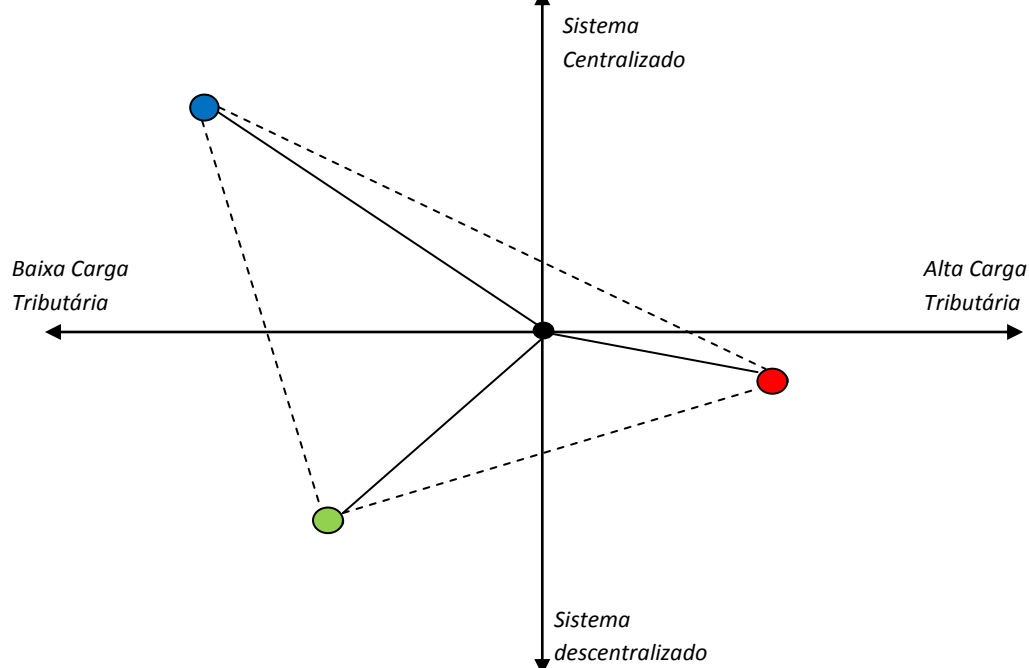 Sistema
Centralizado
Baixa Carga
Tributária
Alta Carga
Tributária
Sistema
descentralizado